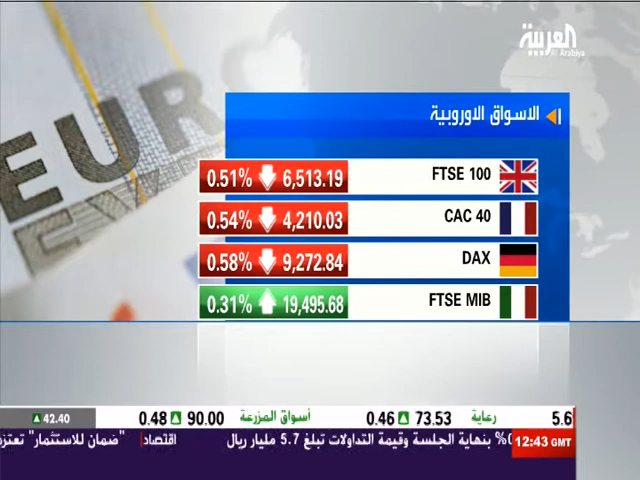 العربية
Al Arabiya
EURO
الاسواق الاوروبية
FTSE 100 6,513.19 0.51%
CAC 40 4,210.03 0.54%
DAX 9,272.84 0.58%
FTSE MIB 19,495.68 0.31%
5.6 رعاية 73.53 0.46 أسواق المزرعة 90.00 0.48 42.40
12:43 GMT
% بنهاية الجلسة وقيمة التداولات تبلغ 5.7 مليار ريال اقتصاد "ضمان للاستثمار" تعتز